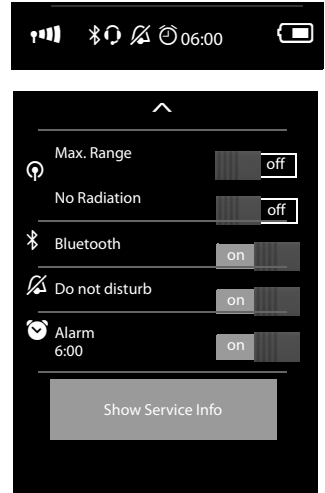 06:00
Max. Range
off
No Radiation
off
Bluetooth
on
Do not disturb
on
Alarm
6:00
on
Show Service Info